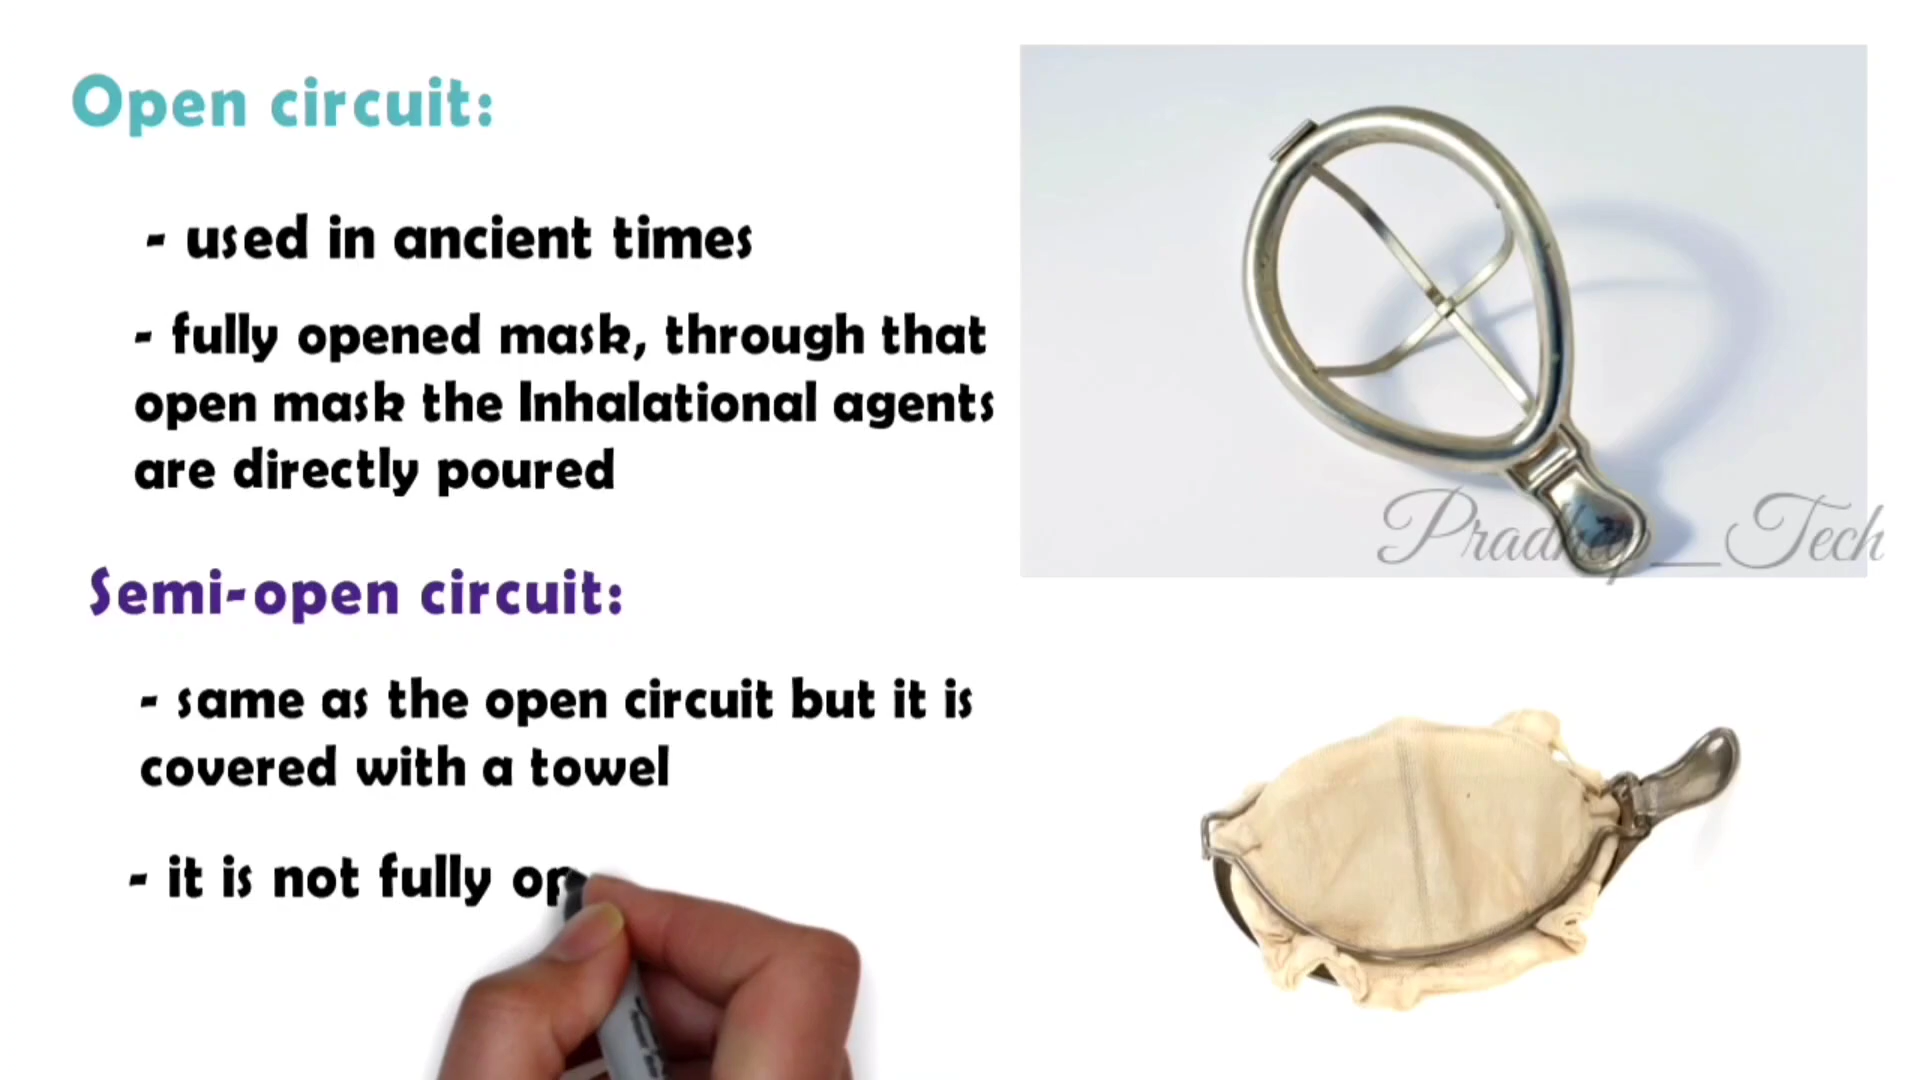 Open circuit:
- used in ancient times
- fully opened mask, through that
open mask the Inhalational agents
are directly poured
Semi-open circuit:
- same as the open circuit but it is
covered with a towel
- it is not fully op